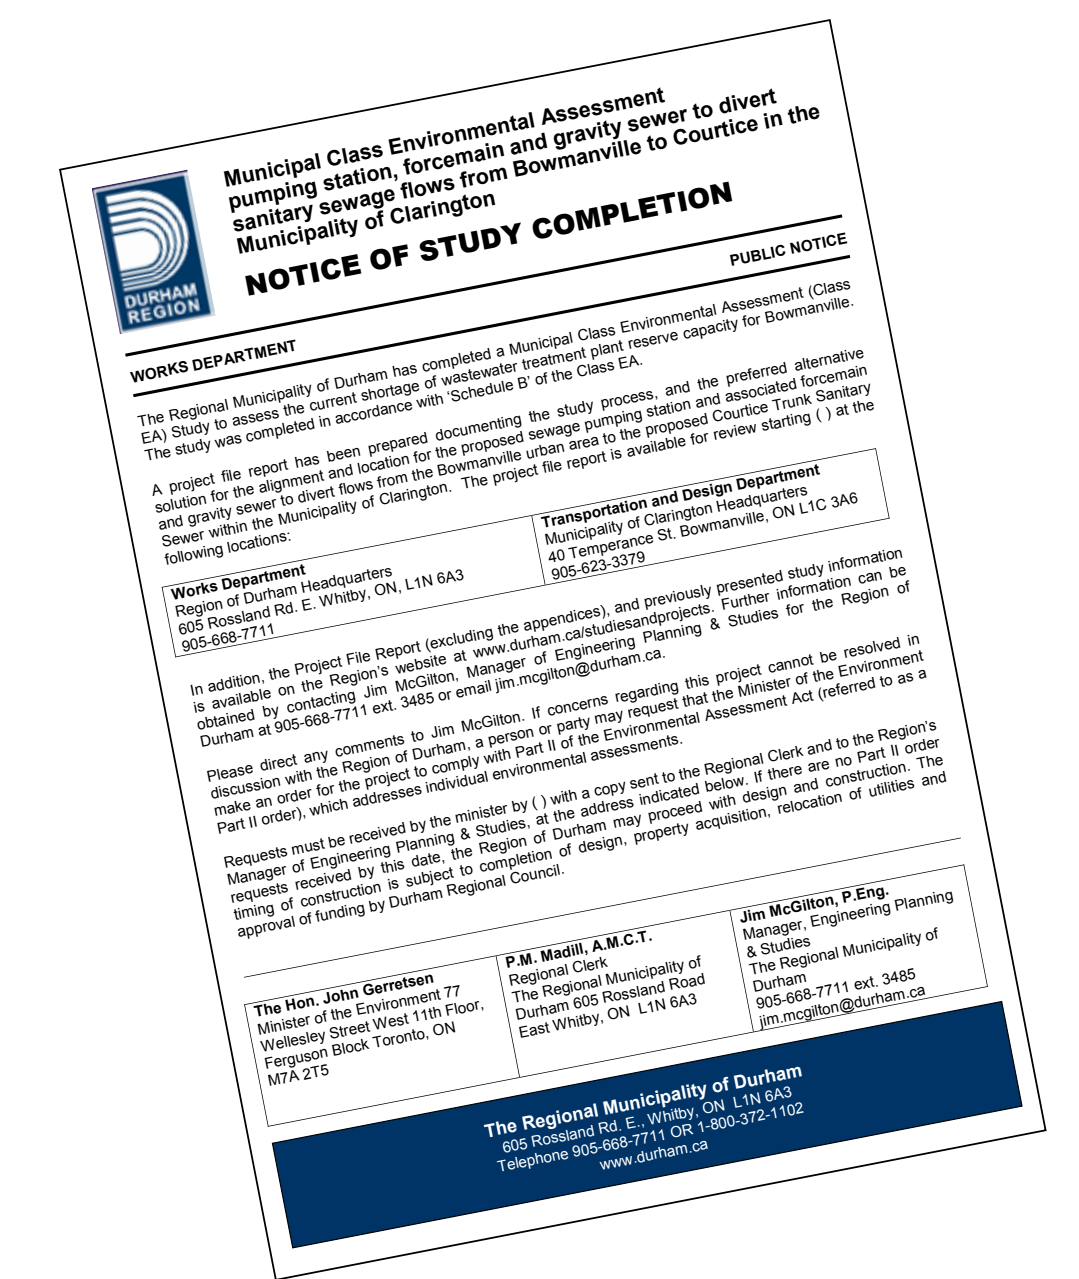 Municipal Class Environmental Assessment
pumping station, forcemain and gravity sewer to divert
sanitary sewage flows from Bowmanville to Courtice in the
Municipality of Clarington
NOTICE OF STUDY COMPLETION
DURHAM
REGION
WORKS DEPARTMENT
PUBLIC NOTICE
The Regional Municipality of Durham has completed a Municipal Class Environmental Assessment (Class
EA) Study to assess the current shortage of wastewater treatment plant reserve capacity for Bowmanville.
The study was completed in accordance with ‘Schedule B’ of the Class EA.
A project file report has been prepared documenting the study process, and the preferred alternative
solution for the alignment and location for the proposed sewage pumping station and associated forcemain
and gravity sewer to divert flows from the Bowmanville urban area to the proposed Courtice Trunk Sanitary
Sewer within the Municipality of Clarington. The project file report is available for review starting ( ) at the
following locations:
Works Department
Region of Durham Headquarters
605 Rossland Rd. E. Whitby, ON, L1N 6A3
905-668-7711
Transportation and Design Department
Municipality of Clarington Headquarters
40 Temperance St. Bowmanville, ON L1C 3A6
905-623-3379
In addition, the Project File Report (excluding the appendices), and previously presented study information
is available on the Region’s website at www.durham.ca/studiesandprojects. Further information can be
obtained by contacting Jim McGilton, Manager of Engineering Planning & Studies for the Region of
Durham at 905-668-7711 ext. 3485 or email jim.mcgilton@durham.ca.
Please direct any comments to Jim McGilton. If concerns regarding this project cannot be resolved in
discussion with the Region of Durham, a person or party may request that the Minister of the Environment
make an order for the project to comply with Part II of the Environmental Assessment Act (referred to as a
Part II order), which addresses individual environmental assessments.
Requests must be received by the minister by ( ) with a copy sent to the Regional Clerk and to the Region’s
Manager of Engineering Planning & Studies, at the address indicated below. If there are no Part II order
requests received by this date, the Region of Durham may proceed with design and construction. The
timing of construction is subject to completion of design, property acquisition, relocation of utilities and
approval of funding by Durham Regional Council.
The Hon. John Gerretsen
Minister of the Environment 77
Wellesley Street West 11th Floor,
Ferguson Block Toronto, ON
M7A 2T5
P.M. Madill, A.M.C.T.
Regional Clerk
The Regional Municipality of
Durham 605 Rossland Road
East Whitby, ON L1N 6A3
Jim McGilton, P.Eng.
Manager, Engineering Planning
& Studies
The Regional Municipality of
Durham
905-668-7711 ext. 3485
jim.mcgilton@durham.ca
The Regional Municipality of Durham
605 Rossland Rd. E., Whitby, ON L1N 6A3
Telephone 905-668-7711 OR 1-800-372-1102
www.durham.ca